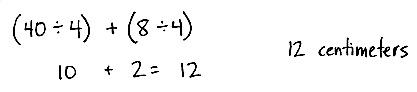 (40 ÷ 4) + (8 ÷ 4)
10 + 2 = 12
12 centimeters